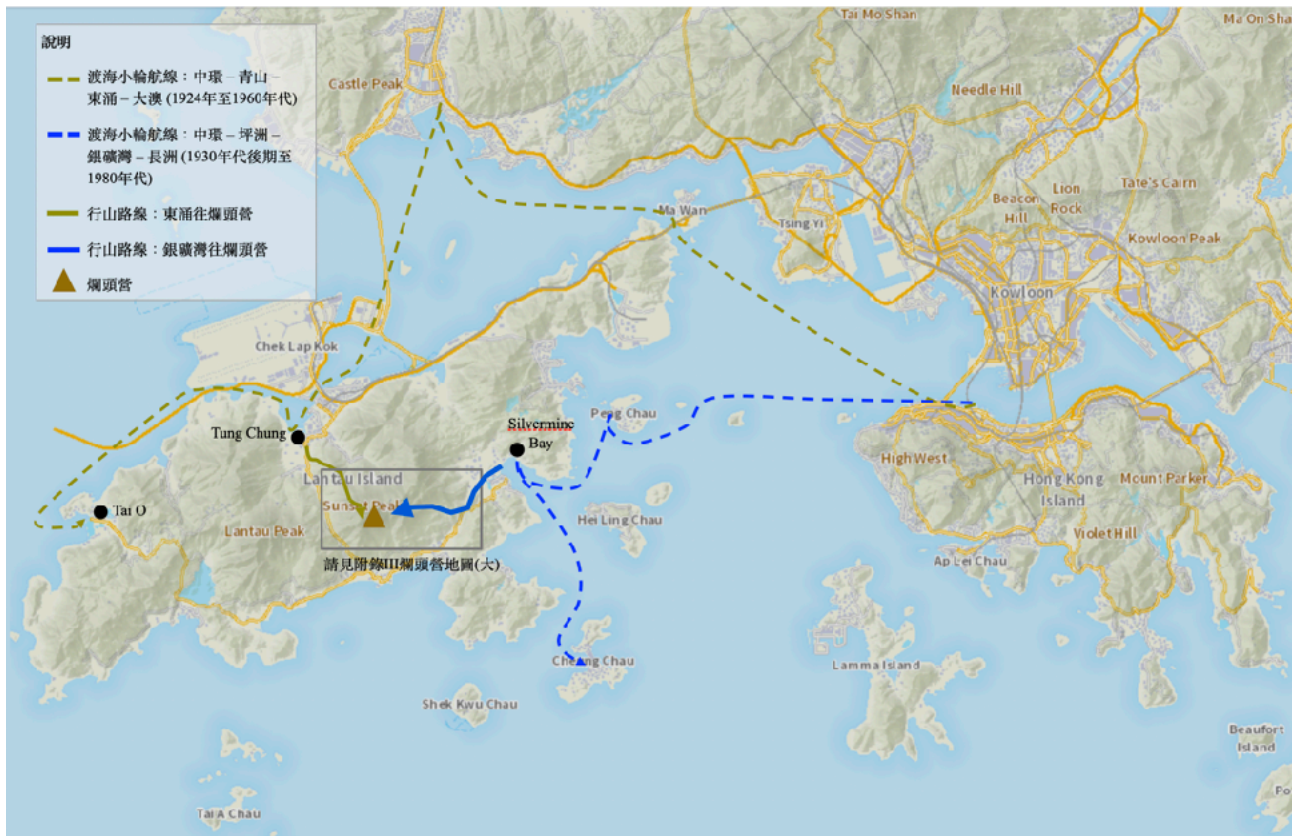 說明
渡海小輪航線：中環 – 青山 –
東涌 – 大澳 (1924年至1960年代)
渡海小輪航線：中環 – 坪洲 –
銀礦灣 – 長洲 (1930年代後期至
1980年代)
行山路線：東涌往爛頭營
行山路線：銀礦灣往爛頭營
爛頭營
Tai Mo Shan
Castle Peak
Needle Hill
Tate's Cairn
Lion
Rock
Beacon
Hill
Ma Wan
Tsing Yi
Kowloon Peak
Kowloon
Chek Lap Kok
Peng Chau
Silvermine
Bay
Tung Chung
High West
Lantau Island
Hong Kong
Island
Mount Parker
Sunset Peak
Tai O
Lantau Peak
Hei Ling Chau
Violet Hill
請見附錄III爛頭營地圖(大)
Ap Lei Chau
Cheung Chau
Lamma Island
Shek Kwu Chau
Beaufort
Island
Tai A Chau